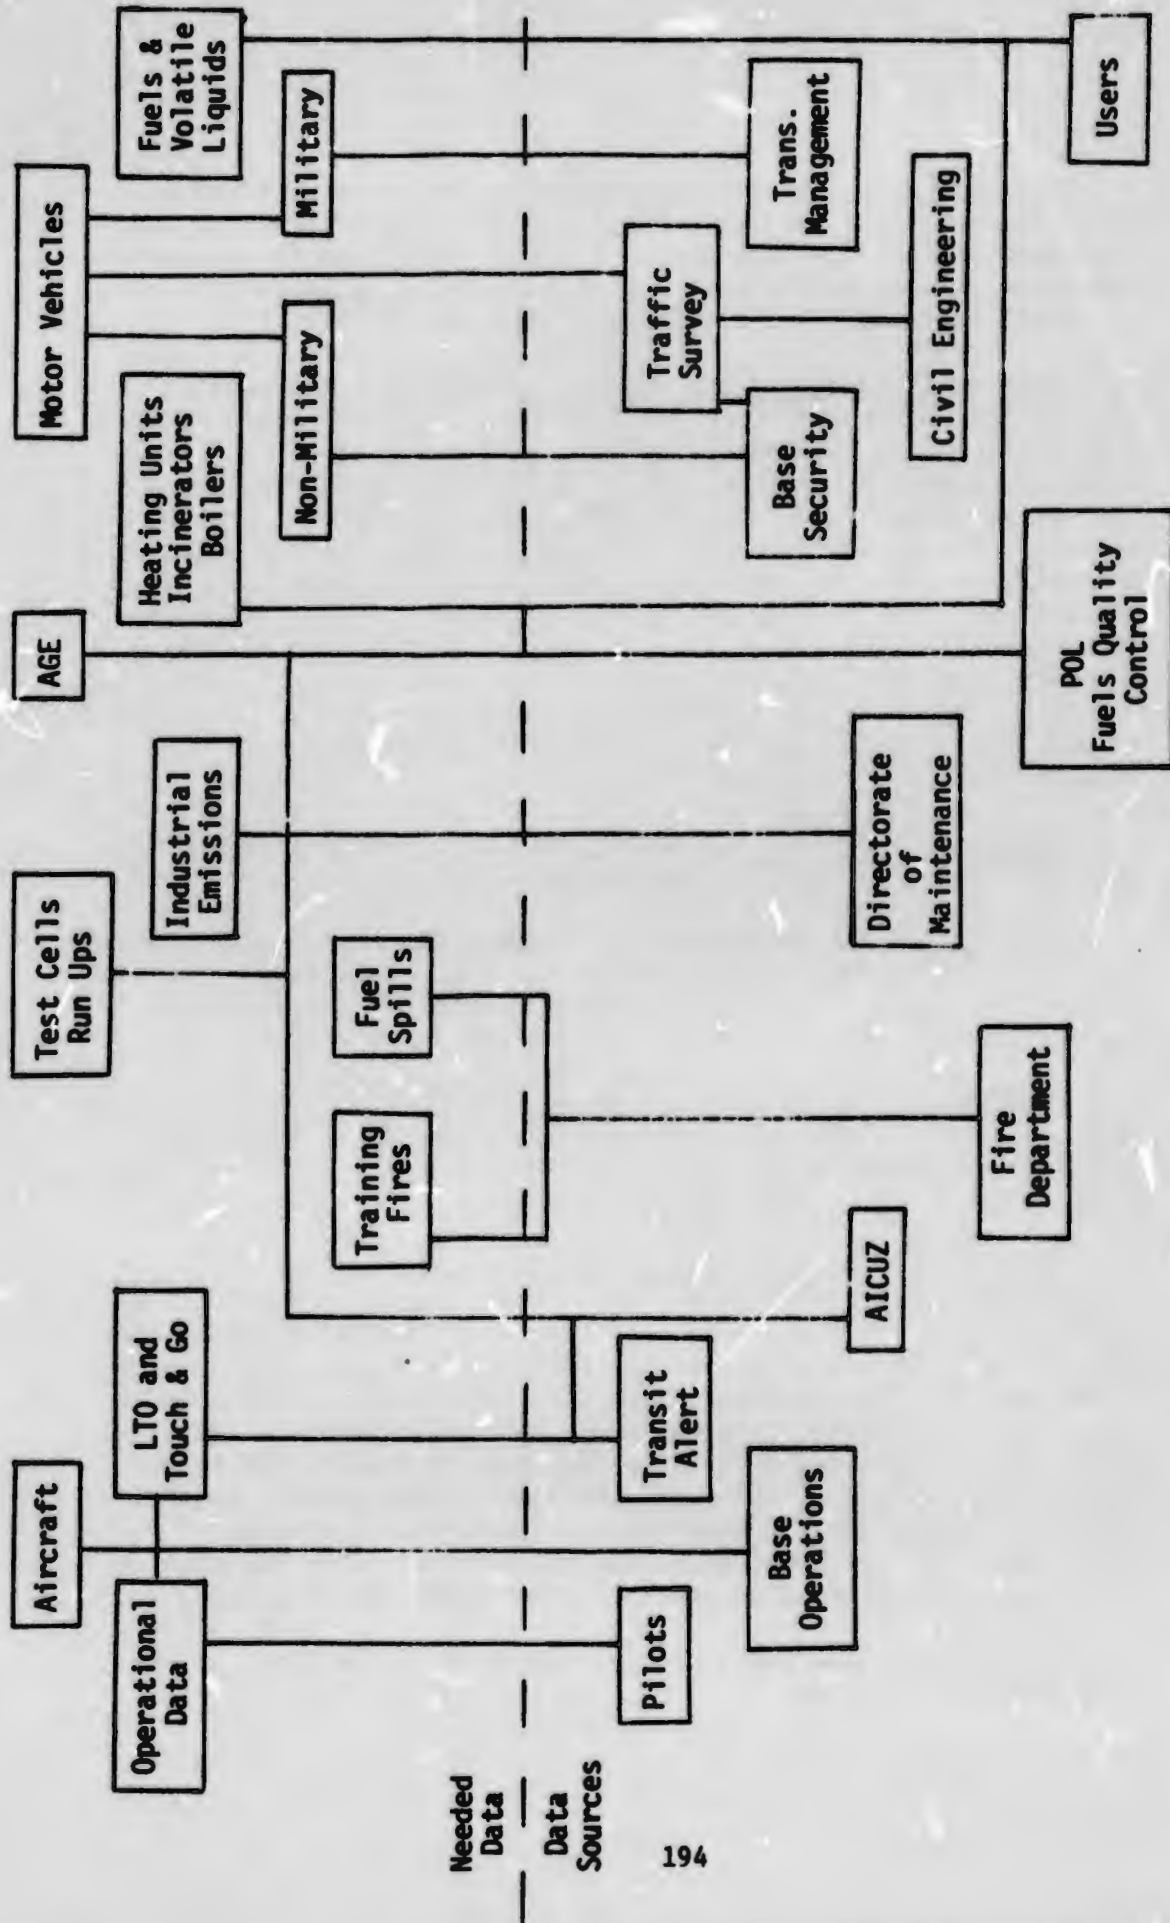 Aircraft
Test Cells
Run Ups
AGE
Motor Vehicles
Operational
Data
LTO and
Touch & Go
Industrial
Emissions
Heating Units
Incinerators
Boilers
Fuels &
Volatile
Liquids
Training
Fires
Fuel
Spills
Non-Military
Military
Needed
Data
Data
Sources
Pilots
Transit
Alert
Traffic
Survey
Base
Operations
Base
Security
Trans.
Management
AICUZ
Directorate
of
Maintenance
Civil Engineering
Fire
Department
POL
Fuels Quality
Control
Users
194